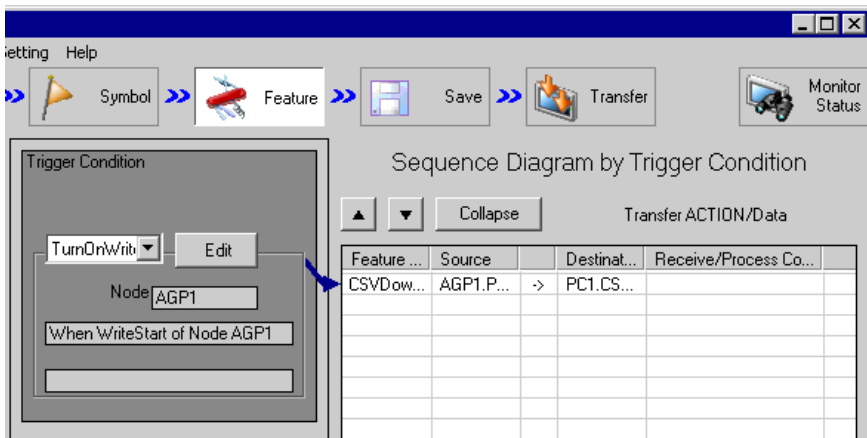 Setting Help
Symbol Feature Save Transfer Monitor Status
Trigger Condition
TurnOnWrit Edit
Node AGP1
When WriteStart of Node AGP1
Sequence Diagram by Trigger Condition
Collapse Transfer ACTION/Data
Feature ... Source Destinat... Receive/Process Co...
CSVDow... AGP1.P... -> PC1.CS...